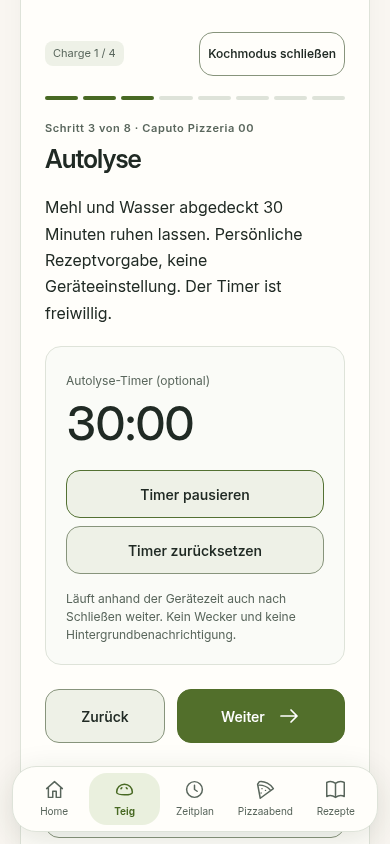 Charge 1 / 4
Kochmodus schließen
Schritt 3 von 8 · Caputo Pizzeria 00
Autolyse
Mehl und Wasser abgedeckt 30
Minuten ruhen lassen. Persönliche
Rezeptvorgabe, keine
Geräteeinstellung. Der Timer ist
freiwillig.
Autolyse-Timer (optional)
30:00
Timer pausieren
Timer zurücksetzen
Läuft anhand der Gerätezeit auch nach
Schließen weiter. Kein Wecker und keine
Hintergrundbenachrichtigung.
Zurück
Weiter
Home
Teig
Zeitplan
Pizzaabend
Rezepte